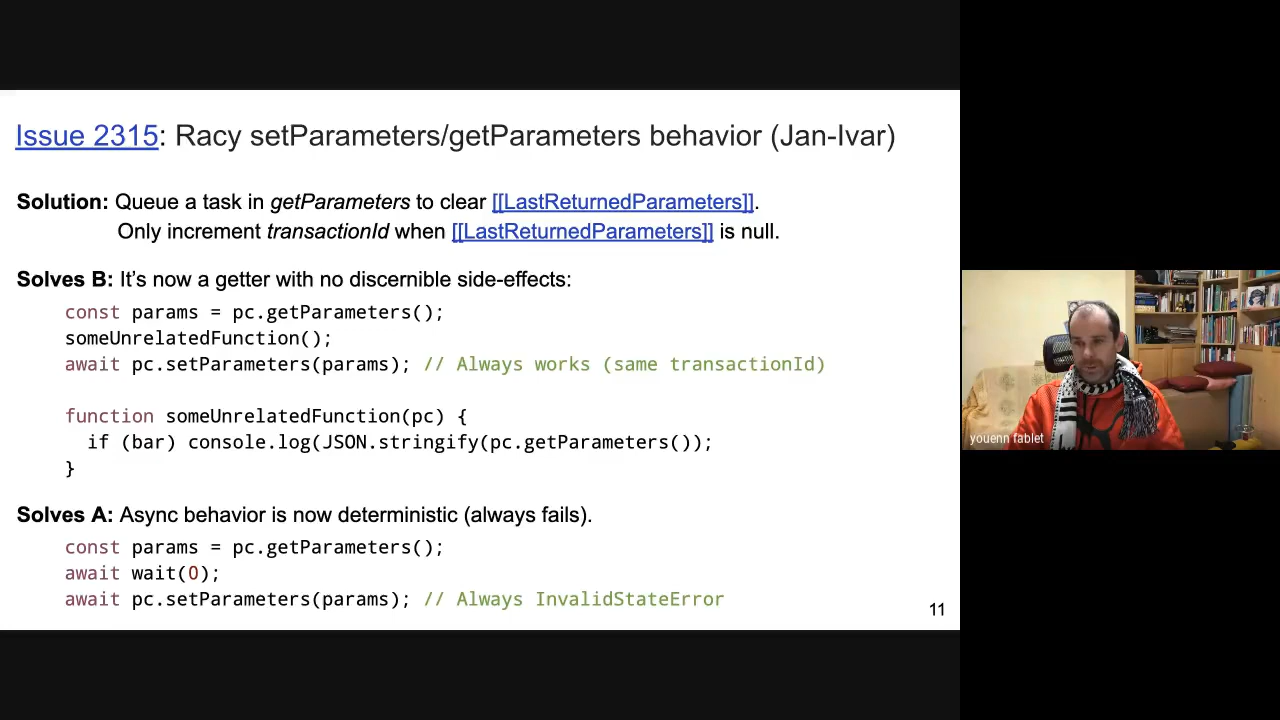 Issue 2315: Racy setParameters/getParameters behavior (Jan-Ivar)
Solution: Queue a task in getParameters to clear [[LastReturnedParameters]].
Only increment transactionId when [[LastReturnedParameters]] is null.
Solves B: It's now a getter with no discernible side-effects:
const params = pc.getParameters();
someUnrelatedFunction();
await pc.setParameters(params); // Always works (same transactionId)
function someUnrelatedFunction(pc) {
if (bar) console.log(JSON.stringify(pc.getParameters());
}
Solves A: Async behavior is now deterministic (always fails).
const params = pc.getParameters();
await wait(0);
await pc.setParameters(params); // Always InvalidStateError
11
youenn fablet